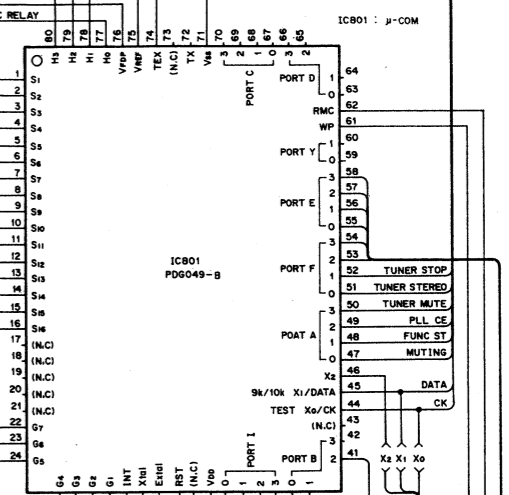 C RELAY
IC801 : μ-COM
80 79 78 77 76 75 74 73 72 71 70 69 68 67 66 65
H3 H2 H1 H0 VFDP VREF TEX (N.C) TX VSS 3 2 1 0 3 2
PORT C
PORT D 1 64
0 63
RMC 62
WP 61
PORT Y 1 60
0 59
PORT E 3 58
2 57
1 56
0 55
PORT F 3 54
2 53
1 52 TUNER STOP
0 51 TUNER STEREO
POAT A 3 50 TUNER MUTE
2 49 PLL CE
1 48 FUNC ST
0 47 MUTING
X2 46
9k/10k X1/DATA 45 DATA
TEST X0/CK 44 CK
(N.C) 43
PORT B 3 42
2 41
X2 X1 X0
IC801
PDG049-B
1 S1
2 S2
3 S3
4 S4
5 S5
6 S6
7 S7
8 S8
9 S9
10 S10
11 S11
12 S12
13 S13
14 S14
15 S15
16 S16
17 (N.C)
18 (N.C)
19 (N.C)
20 (N.C)
21 (N.C)
22 G7
23 G6
24 G5
G4 G3 G2 G1 INT Xtal Extal RST (N.C) VDD 0 1 2 3 0 1
PORT I